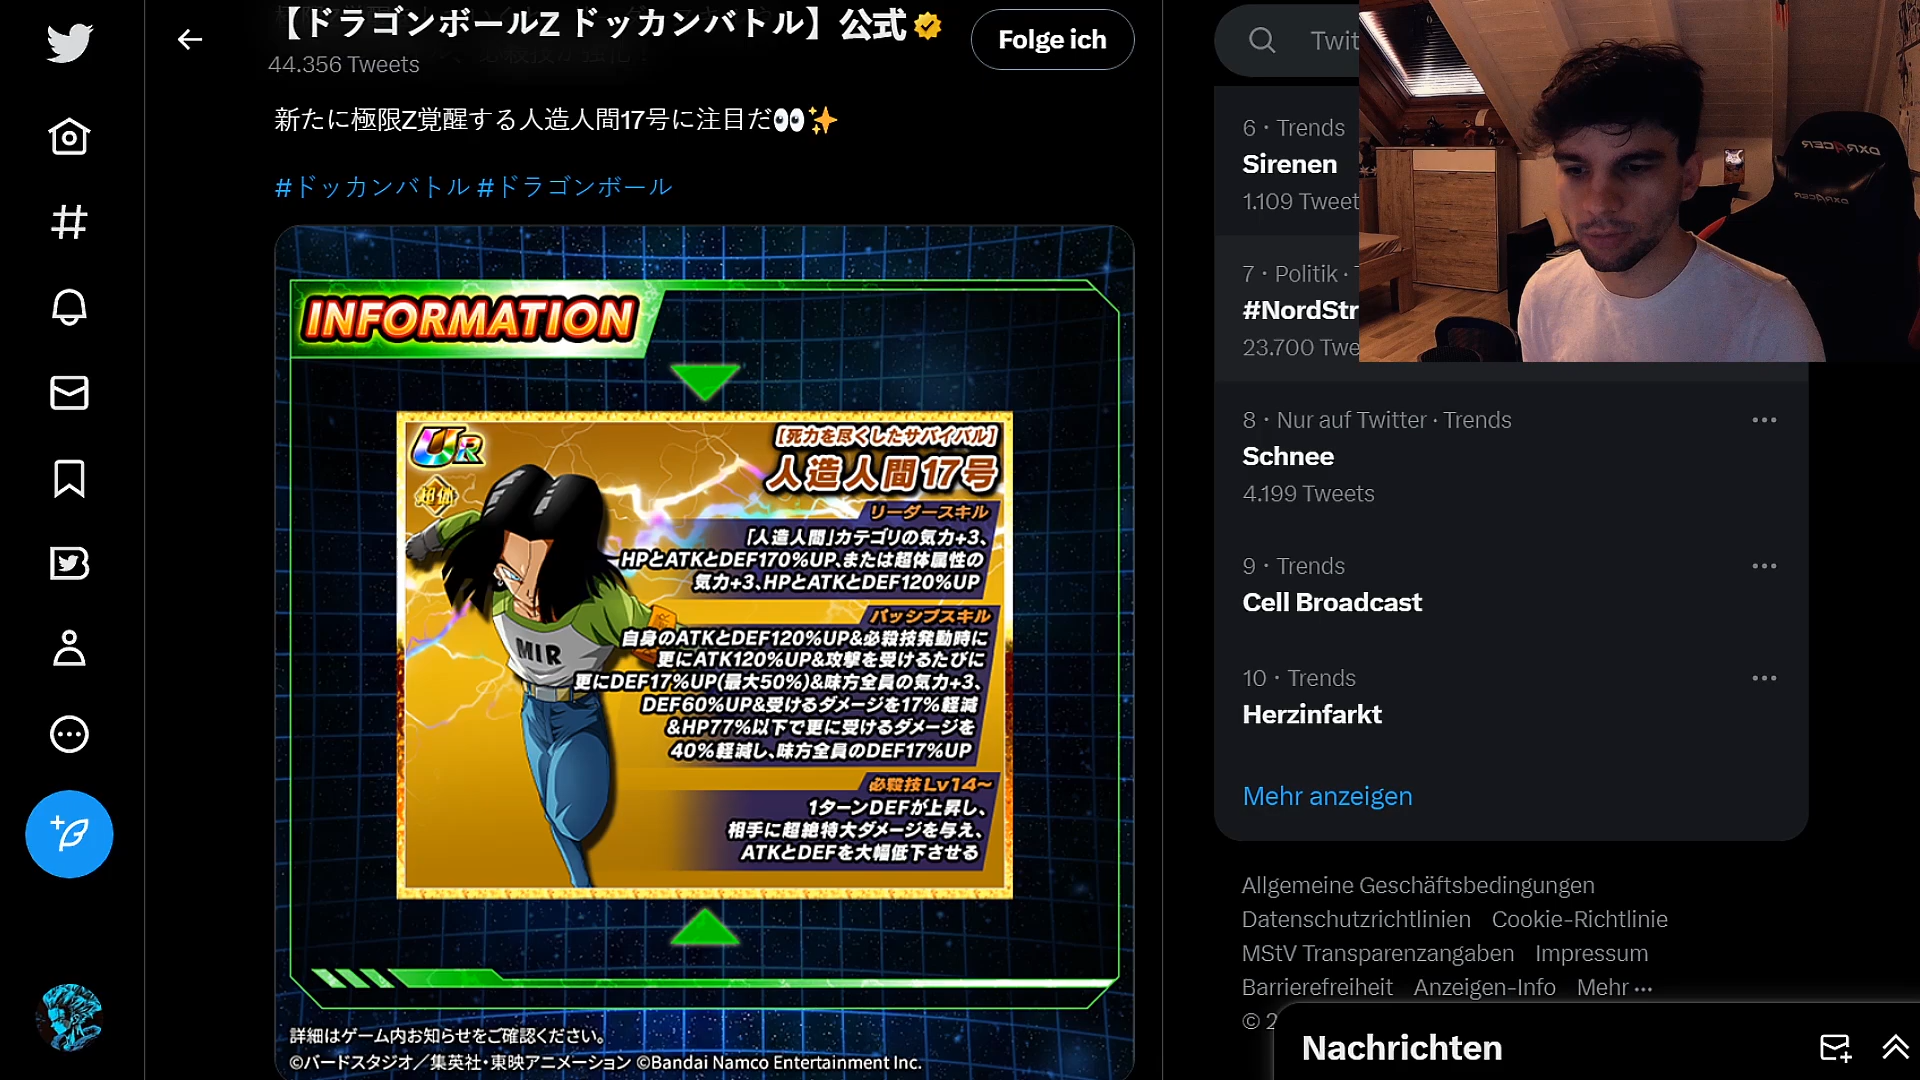 【ドラゴンボールZ ドッカンバトル】公式
44.356 Tweets
Folge ich
新たに極限Z覚醒する人造人間17号に注目だ👀✨
#ドッカンバトル #ドラゴンボール
INFORMATION
UR
超体
[死力を尽くしたサバイバル]
人造人間17号
リーダースキル
「人造人間」カテゴリの気力+3、
HPとATKとDEF170%UP、または超体属性の
気力+3、HPとATKとDEF120%UP
パッシブスキル
自身のATKとDEF120%UP&必殺技発動時に
更にATK120%UP&攻撃を受けるたびに
更にDEF17%UP(最大50%)&味方全員の気力+3、
DEF60%UP&受けるダメージを17%軽減
&HP77%以下で更に受けるダメージを
40%軽減し、味方全員のDEF17%UP
必殺技Lv14~
1ターンDEFが上昇し、
相手に超絶特大ダメージを与え、
ATKとDEFを大幅低下させる
MIR
詳細はゲーム内お知らせをご確認ください。
©バードスタジオ／集英社・東映アニメーション ©Bandai Namco Entertainment Inc.
Twit
6 · Trends
Sirenen
1.109 Tweet
7 · Politik ·
#NordStr
23.700 Twe
8 · Nur auf Twitter · Trends
Schnee
4.199 Tweets
9 · Trends
Cell Broadcast
10 · Trends
Herzinfarkt
Mehr anzeigen
Allgemeine Geschäftsbedingungen
Datenschutzrichtlinien Cookie-Richtlinie
MStV Transparenzangaben Impressum
Barrierefreiheit Anzeigen-Info Mehr ···
© 2
Nachrichten
DXRACER
DXRACER